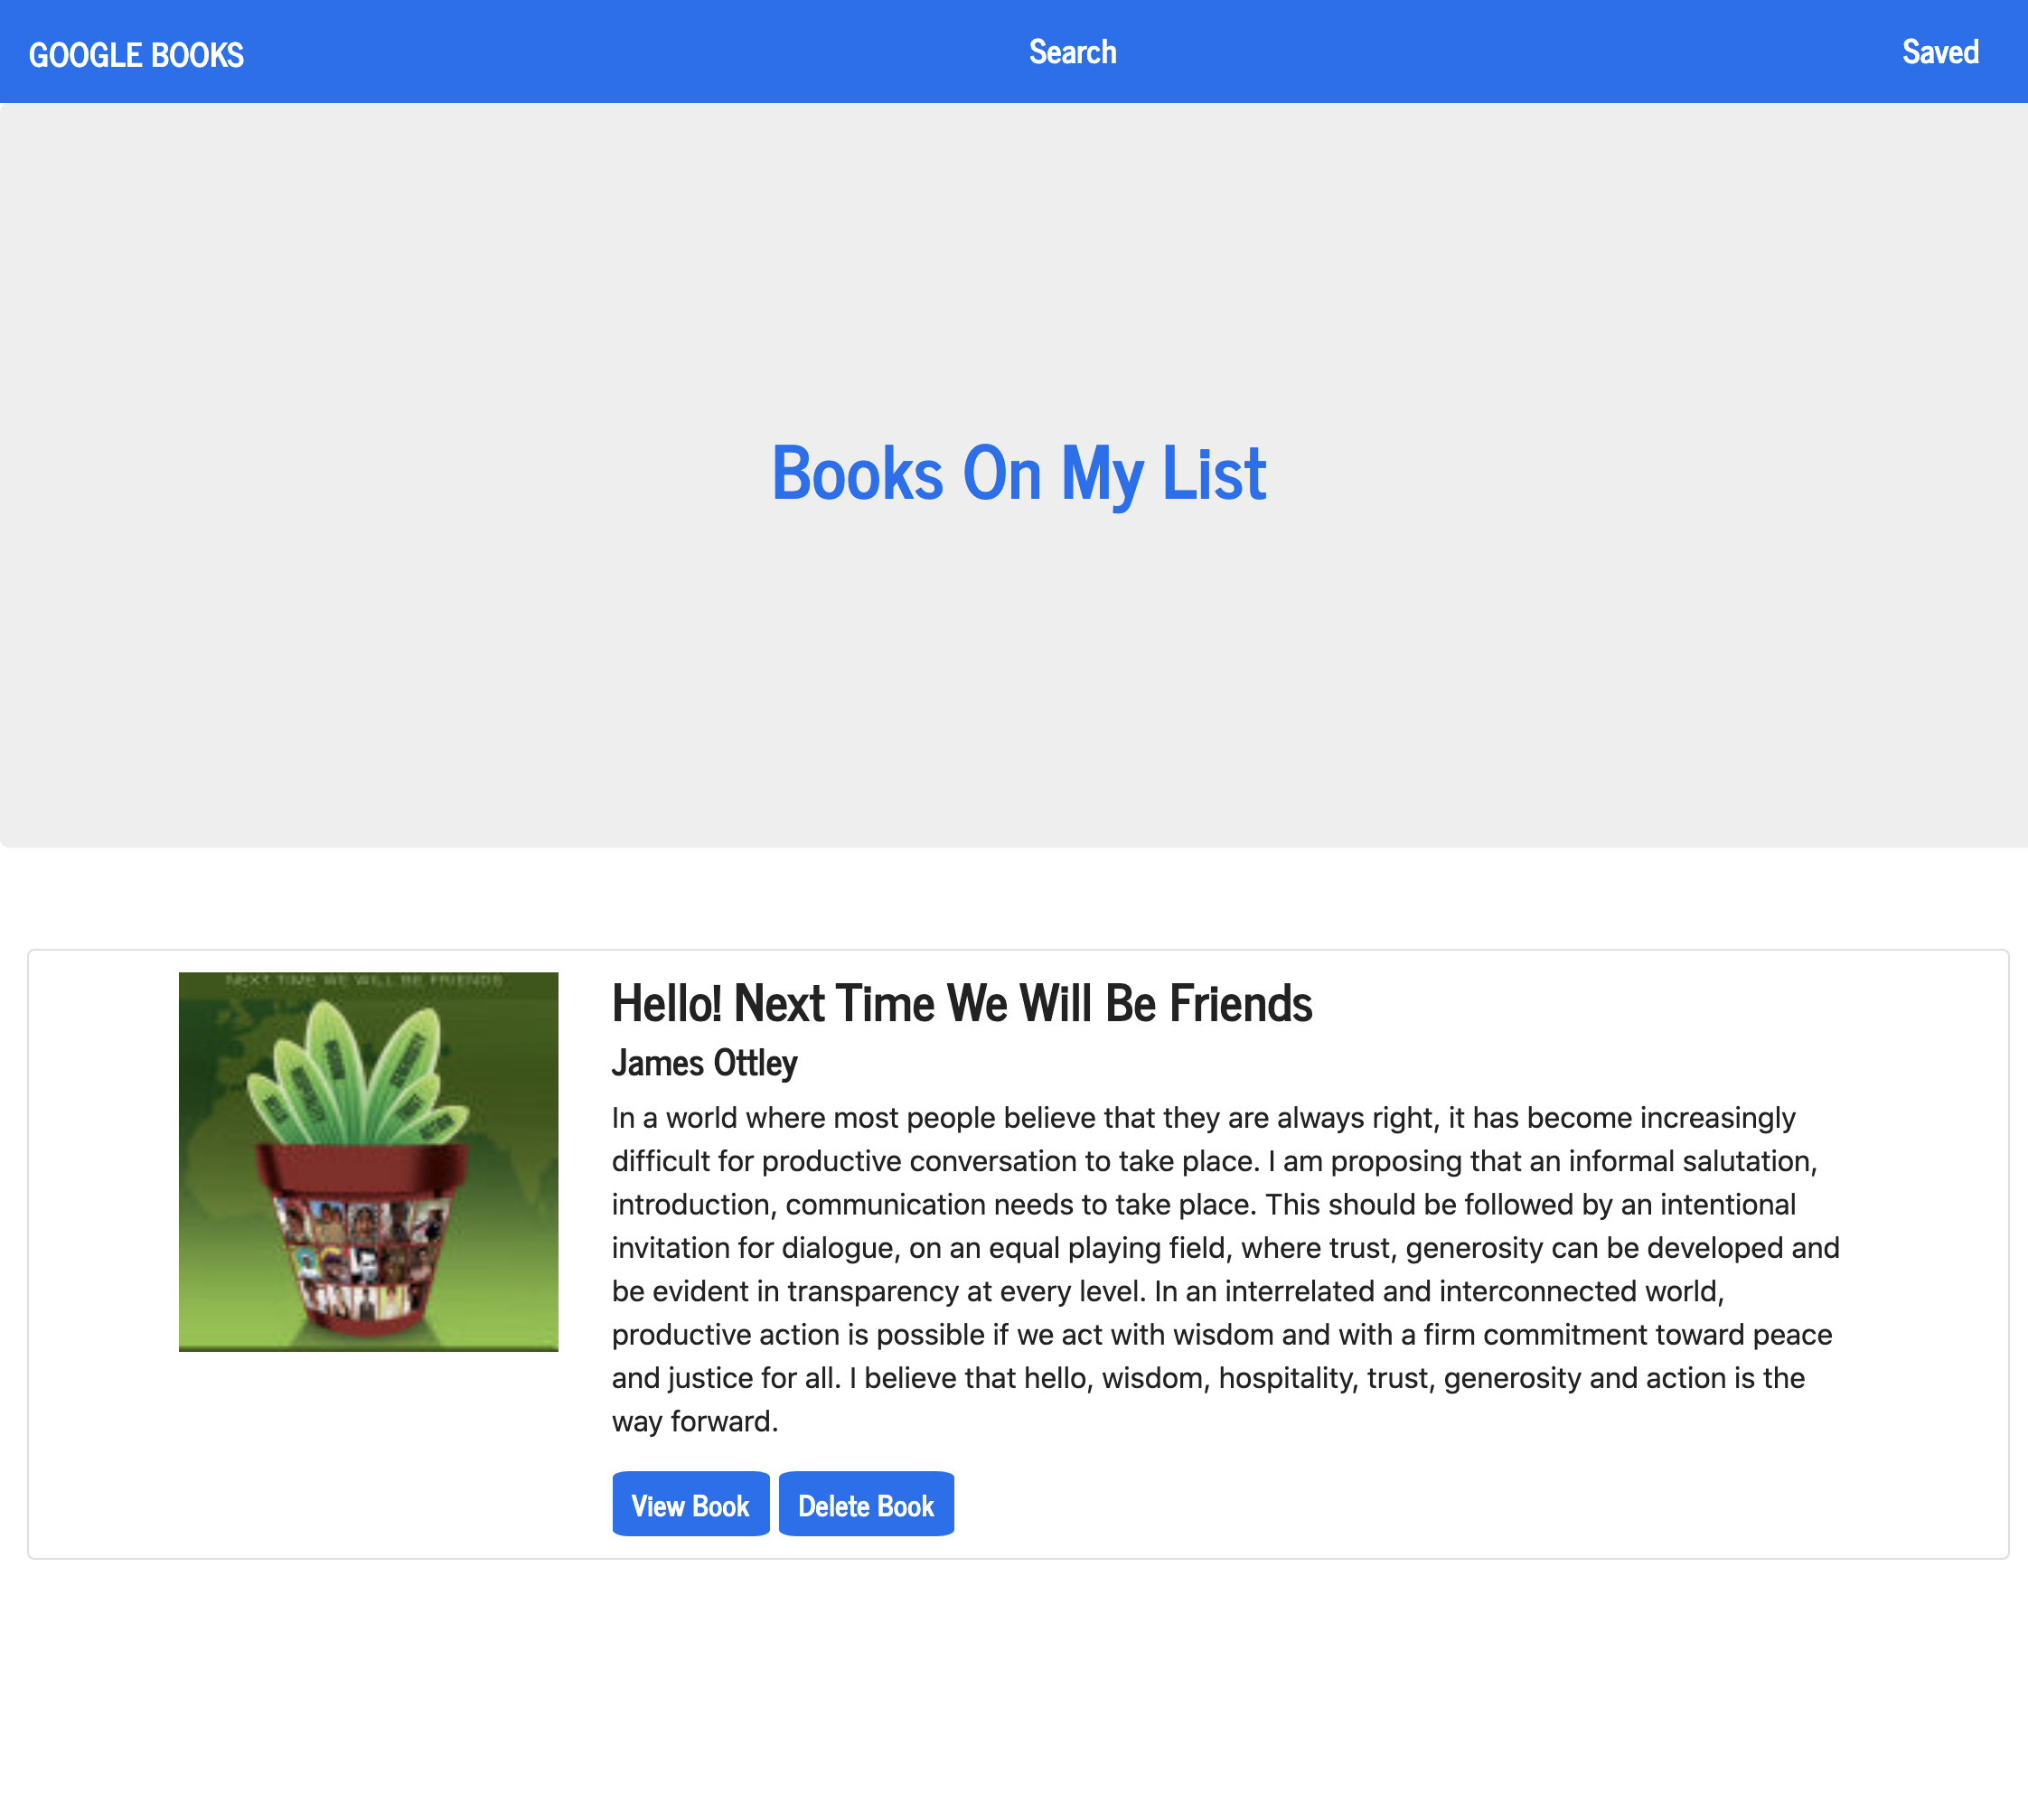 GOOGLE BOOKS
Search
Saved
Books On My List
NEXT TIME WE WILL BE FRIENDS
WISDOM
GENEROSITY
HOSPITALITY
HELLO
TRUST
ACTION
Hello! Next Time We Will Be Friends
James Ottley
In a world where most people believe that they are always right, it has become increasingly
difficult for productive conversation to take place. I am proposing that an informal salutation,
introduction, communication needs to take place. This should be followed by an intentional
invitation for dialogue, on an equal playing field, where trust, generosity can be developed and
be evident in transparency at every level. In an interrelated and interconnected world,
productive action is possible if we act with wisdom and with a firm commitment toward peace
and justice for all. I believe that hello, wisdom, hospitality, trust, generosity and action is the
way forward.
View Book
Delete Book